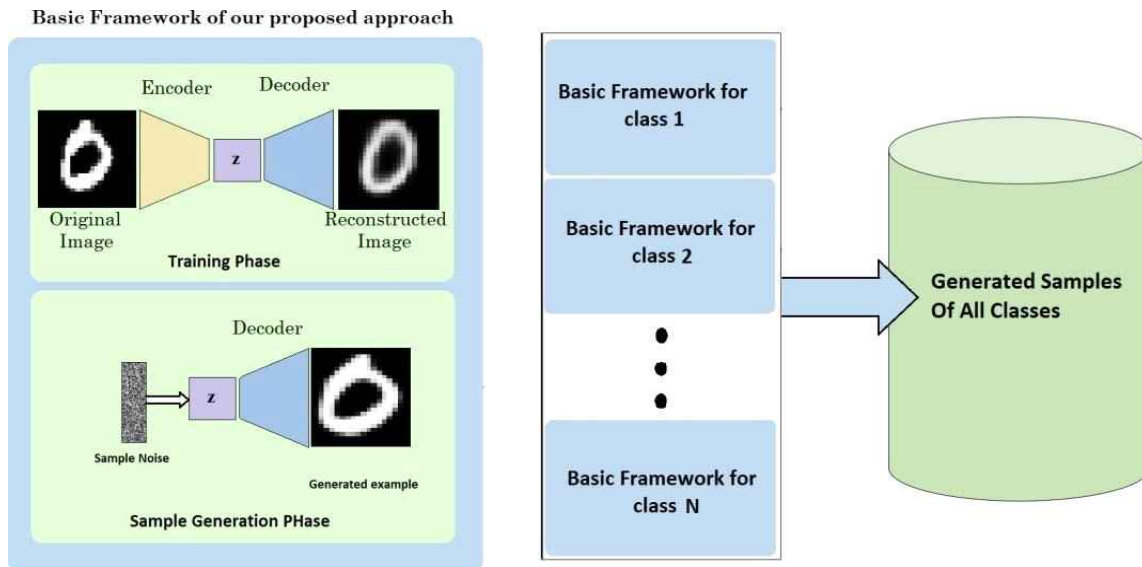 Basic Framework of our proposed approach
Encoder
Decoder
z
Original
Image
Reconstructed
Image
Training Phase
Decoder
z
Sample Noise
Generated example
Sample Generation PHase
Basic Framework for
class 1
Basic Framework for
class 2
Basic Framework for
class N
Generated Samples
Of All Classes